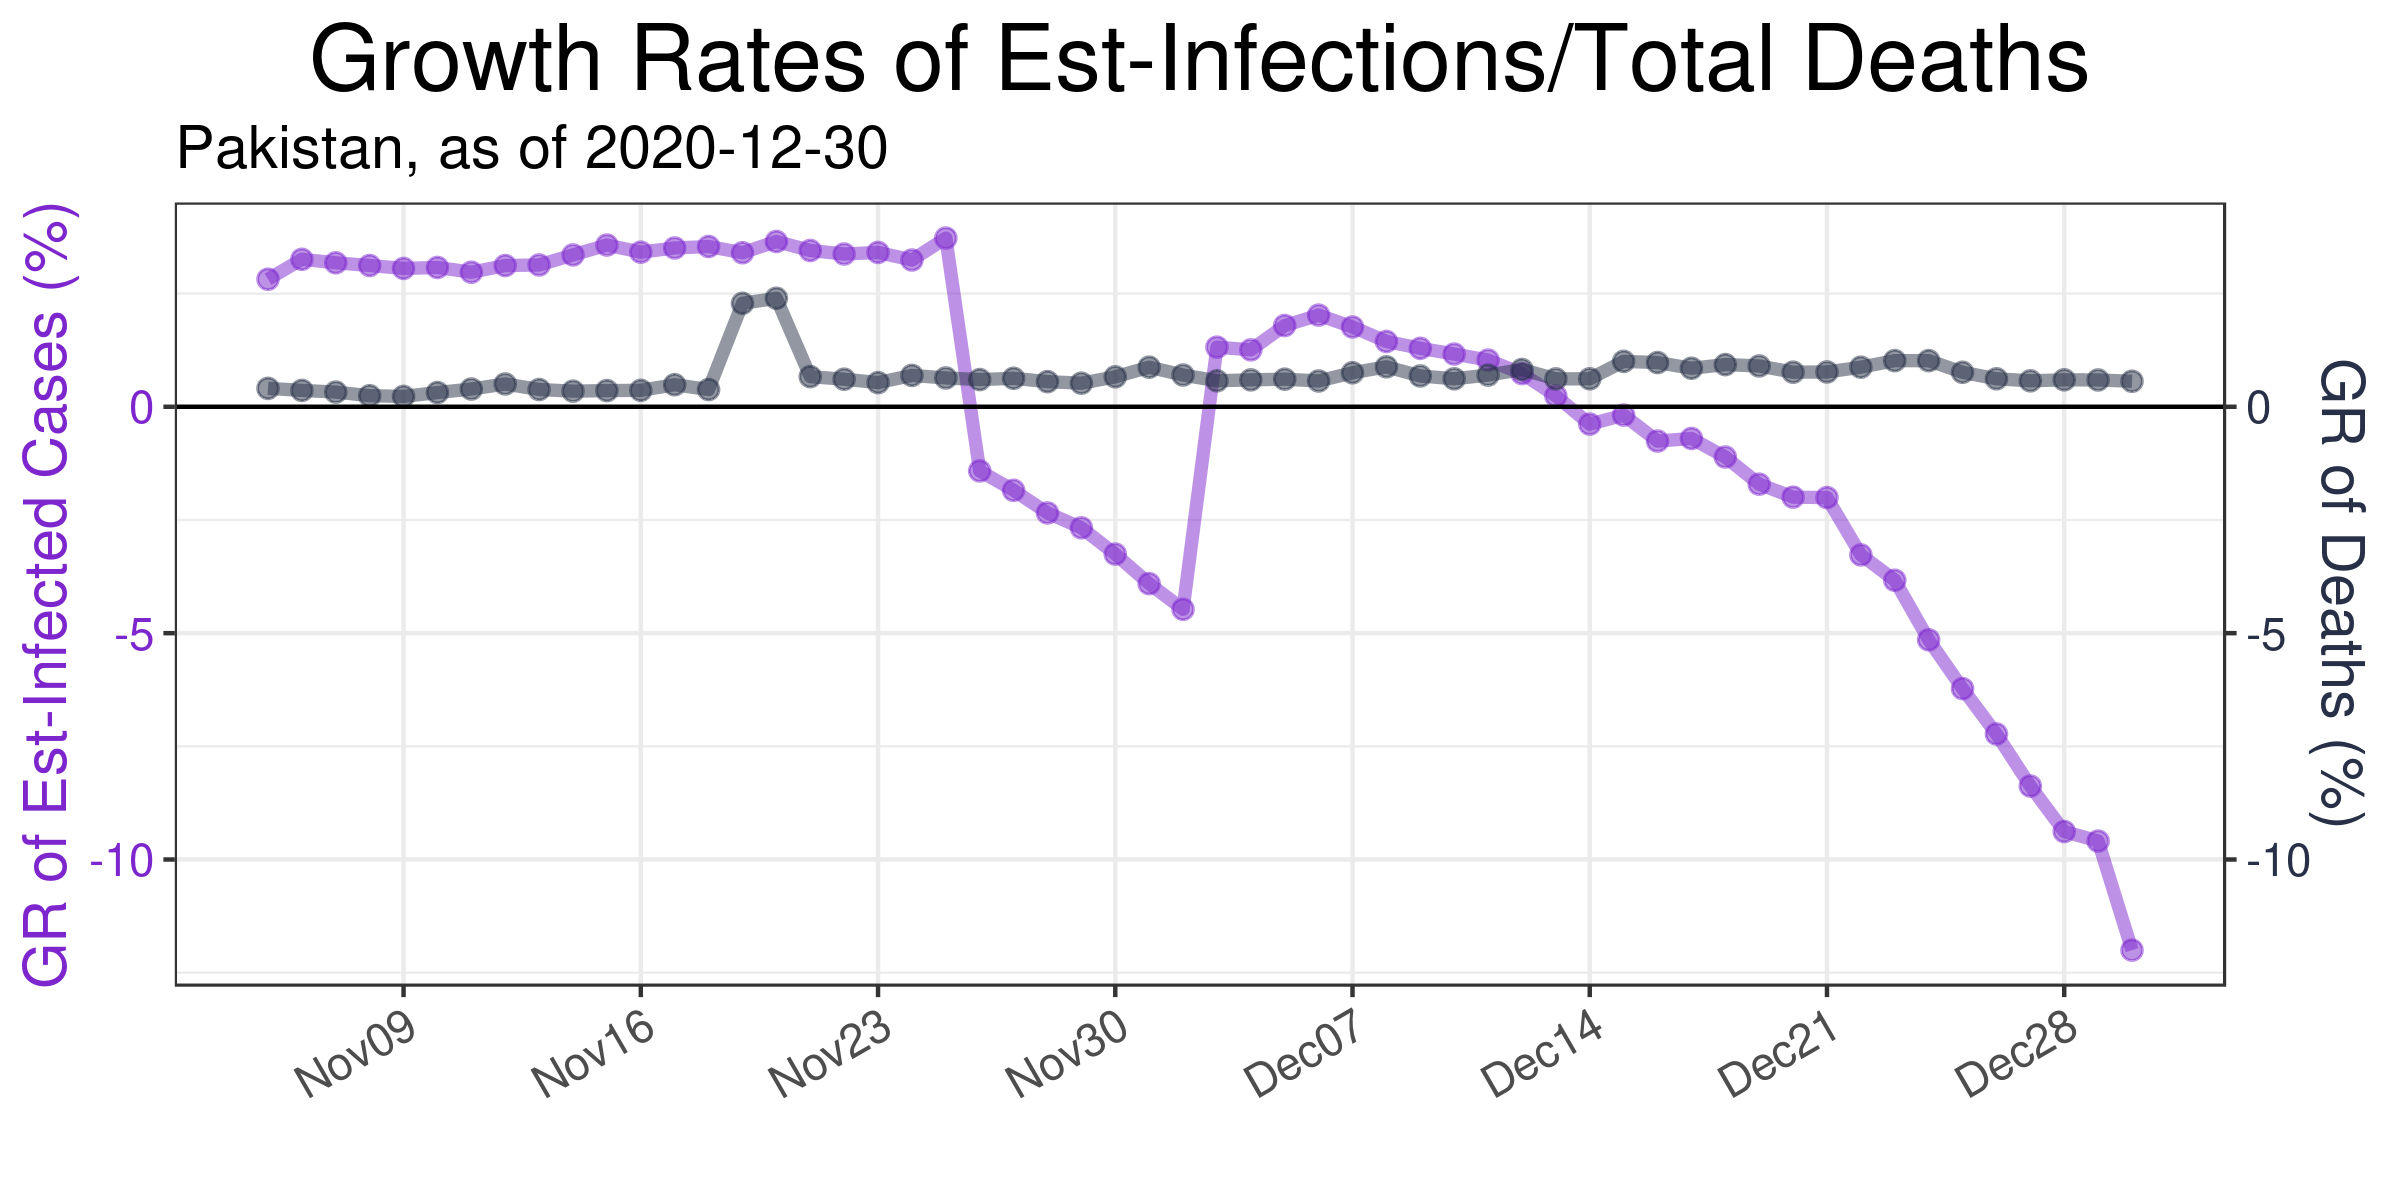 Growth Rates of Est-Infections/Total Deaths
Pakistan, as of 2020-12-30
GR of Est-Infected Cases (%)
0
-5
-10
GR of Deaths (%)
0
-5
-10
Nov09
Nov16
Nov23
Nov30
Dec07
Dec14
Dec21
Dec28